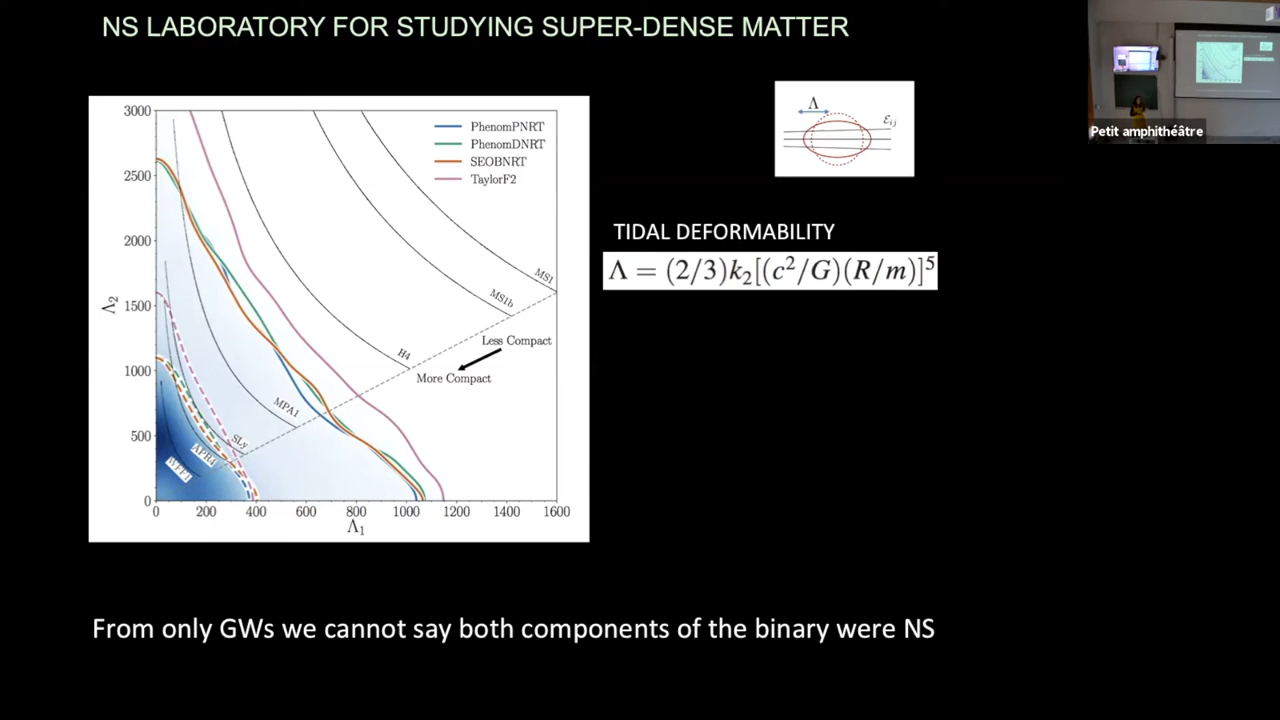 NS LABORATORY FOR STUDYING SUPER-DENSE MATTER
Petit amphithéâtre
Λ
ℰij
3000
2500
2000
1500
1000
500
0
Λ₂
PhenomPNRT
PhenomDNRT
SEOBNRT
TaylorF2
MS1
MS1b
H4
Less Compact
More Compact
MPA1
SLy
APR4
WFF1
0 200 400 600 800 1000 1200 1400 1600
Λ₁
TIDAL DEFORMABILITY
Λ = (2/3)k₂[(c²/G)(R/m)]⁵
From only GWs we cannot say both components of the binary were NS